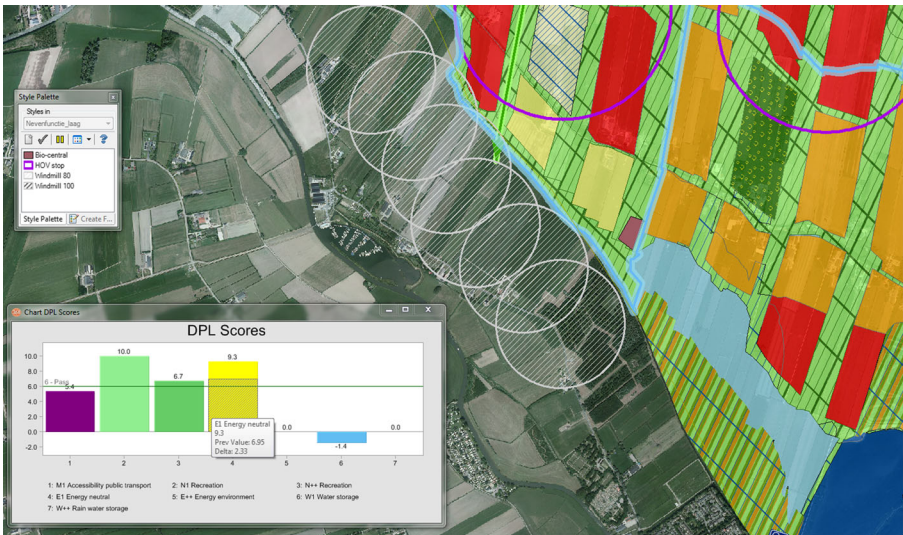 Style Palette
Styles in
Nevenfunctie_laag
Bio-central
HOV stop
Windmill 80
Windmill 100
Style Palette
Create F...
Chart DPL Scores
DPL Scores
10.0
8.0
6.0
4.0
2.0
0.0
-2.0
6 - Pass
5.4
10.0
6.7
9.3
0.0
-1.4
0.0
E1 Energy neutral
9.3
Prev Value: 6.95
Delta: 2.33
1 2 3 4 5 6 7
1: M1 Accessibility public transport 2: N1 Recreation 3: N++ Recreation
4: E1 Energy neutral 5: E++ Energy environment 6: W1 Water storage
7: W++ Rain water storage